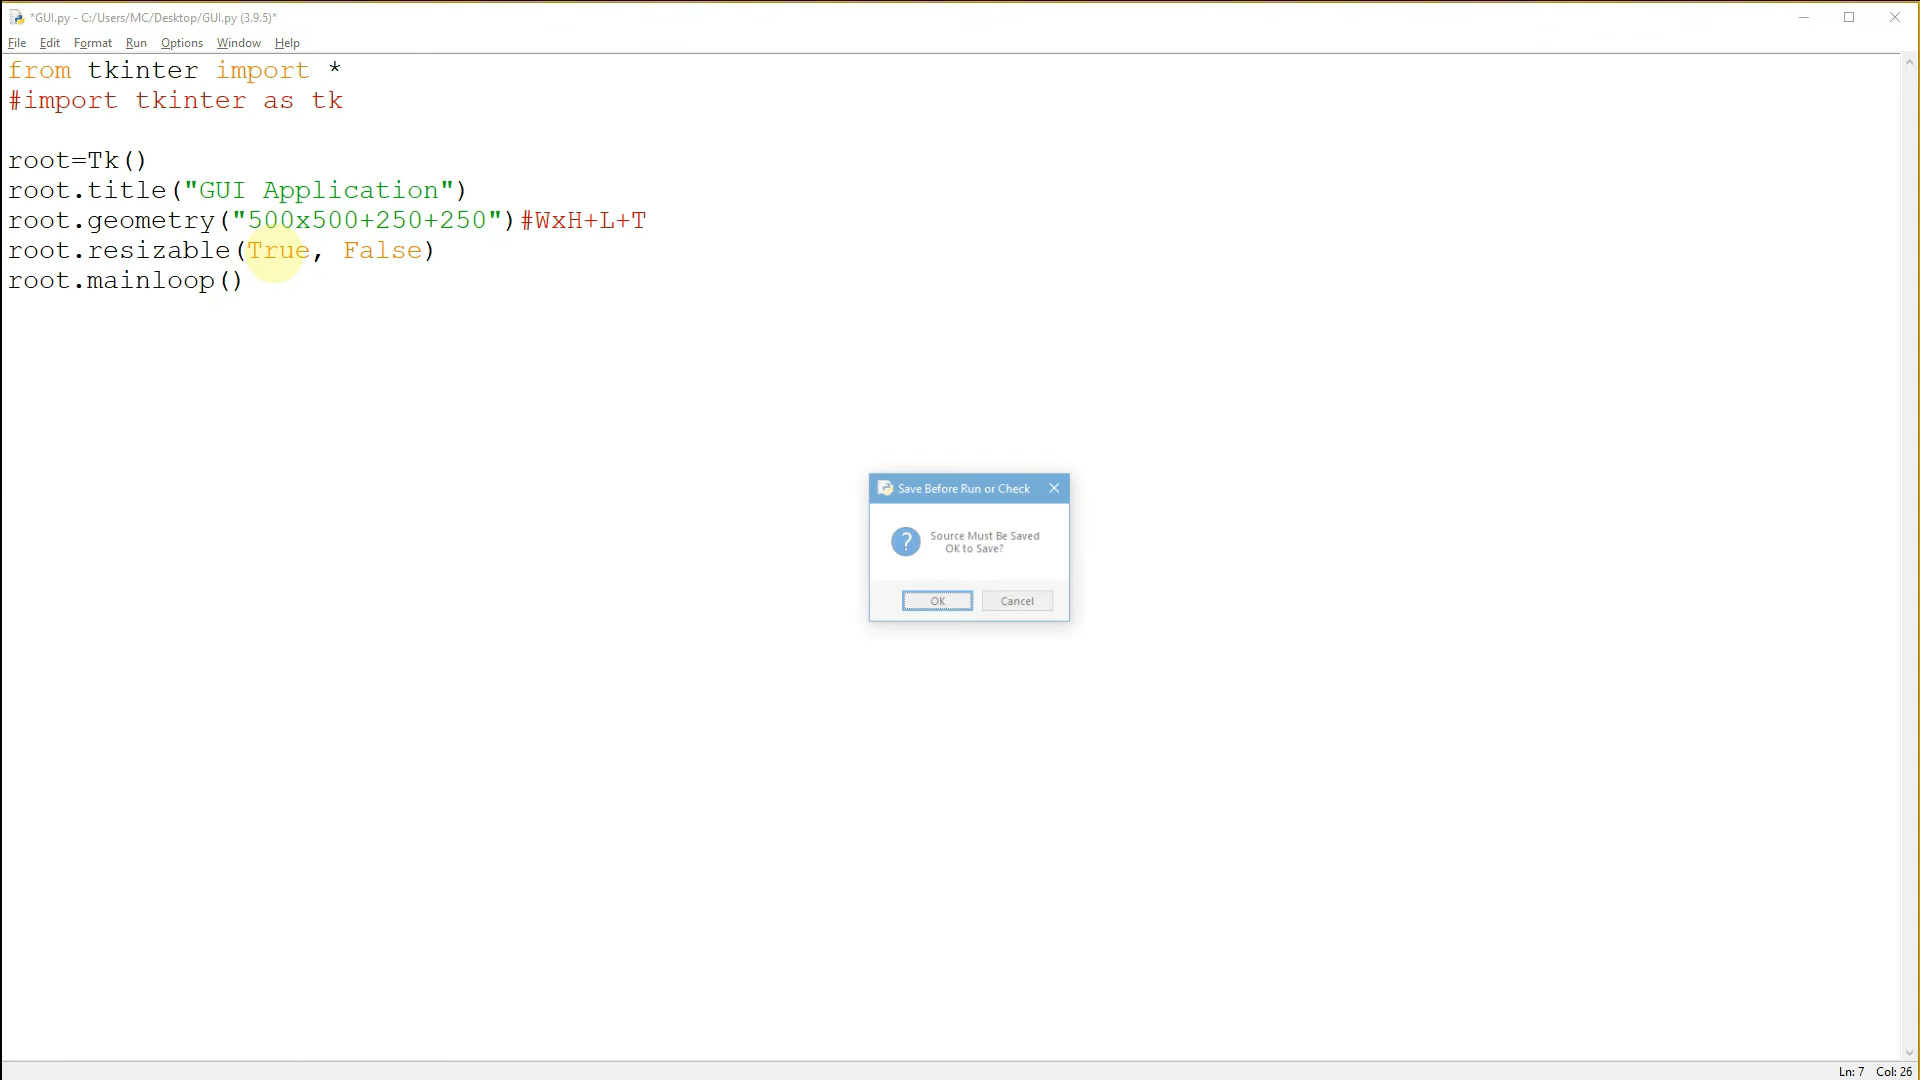 *GUI.py - C:/Users/MC/Desktop/GUI.py (3.9.5)*
File Edit Format Run Options Window Help
from tkinter import *
#import tkinter as tk
root=Tk()
root.title("GUI Application")
root.geometry("500x500+250+250")#WxH+L+T
root.resizable(True, False)
root.mainloop()
Save Before Run or Check
Source Must Be Saved
OK to Save?
OK Cancel
Ln: 7 Col: 26